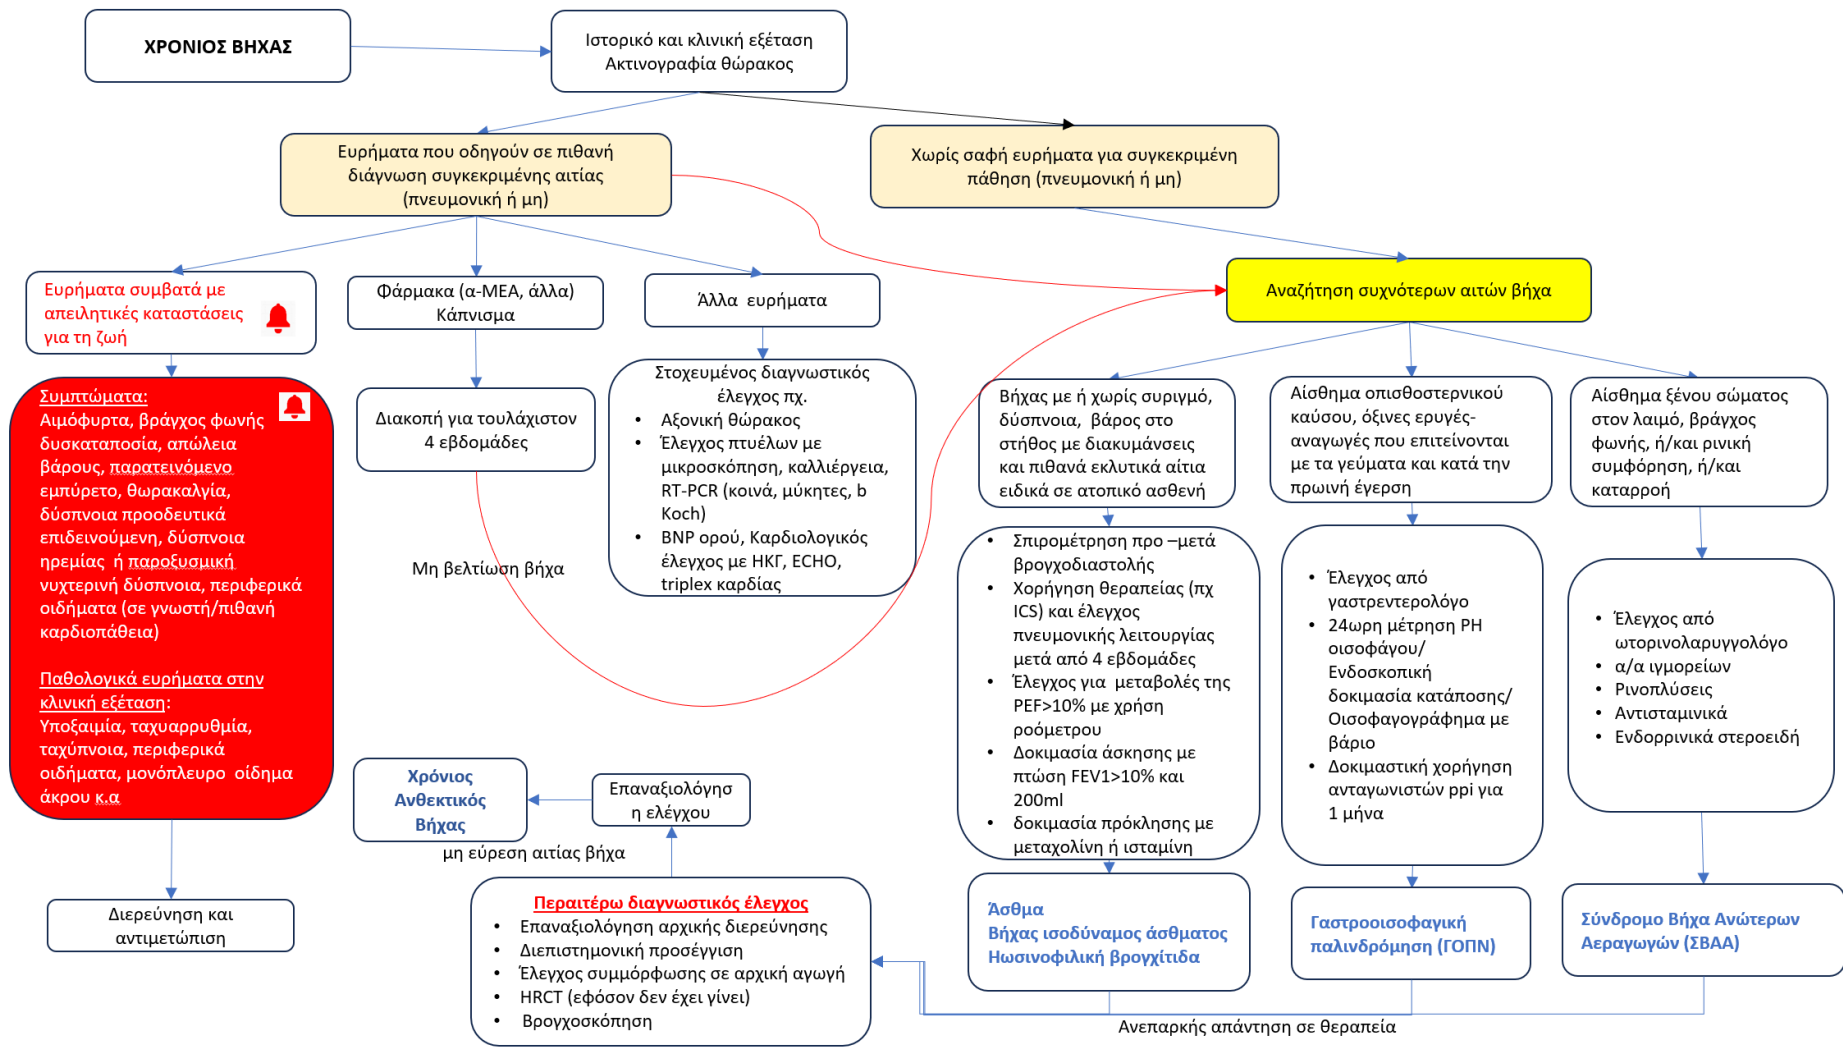 ΧΡΟΝΙΟΣ ΒΗΧΑΣ
Ιστορικό και κλινική εξέταση
Ακτινογραφία θώρακος
Ευρήματα που οδηγούν σε πιθανή
διάγνωση συγκεκριμένης αιτίας
(πνευμονική ή μη)
Χωρίς σαφή ευρήματα για συγκεκριμένη
πάθηση (πνευμονική ή μη)
Ευρήματα συμβατά με
απειλητικές καταστάσεις
για τη ζωή
Φάρμακα (α-ΜΕΑ, άλλα)
Κάπνισμα
Άλλα ευρήματα
Αναζήτηση συχνότερων αιτών βήχα
Συμπτώματα:
Αιμόφυρτα, βράγχος φωνής
δυσκαταποσία, απώλεια
βάρους, παρατεινόμενο
εμπύρετο, θωρακαλγία,
δύσπνοια προοδευτικά
επιδεινούμενη, δύσπνοια
ηρεμίας ή παροξυσμική
νυχτερινή δύσπνοια, περιφερικά
οιδήματα (σε γνωστή/πιθανή
καρδιοπάθεια)
Παθολογικά ευρήματα στην
κλινική εξέταση:
Υποξαιμία, ταχυαρρυθμία,
ταχύπνοια, περιφερικά
οιδήματα, μονόπλευρο οίδημα
άκρου κ.α
Διερεύνηση και
αντιμετώπιση
Διακοπή για τουλάχιστον
4 εβδομάδες
Μη βελτίωση βήχα
Στοχευμένος διαγνωστικός
έλεγχος πχ.
• Αξονική θώρακος
• Έλεγχος πτυέλων με
μικροσκόπηση, καλλιέργεια,
RT-PCR (κοινά, μύκητες, b
Koch)
• BNP ορού, Καρδιολογικός
έλεγχος με ΗΚΓ, ECHO,
triplex καρδίας
Βήχας με ή χωρίς συριγμό,
δύσπνοια, βάρος στο
στήθος με διακυμάνσεις
και πιθανά εκλυτικά αίτια
ειδικά σε ατοπικό ασθενή
• Σπιρομέτρηση προ –μετά
βρογχοδιαστολής
• Χορήγηση θεραπείας (πχ
ICS) και έλεγχος
πνευμονικής λειτουργίας
μετά από 4 εβδομάδες
• Έλεγχος για μεταβολές της
PEF>10% με χρήση
ροόμετρου
• Δοκιμασία άσκησης με
πτώση FEV1>10% και
200ml
• δοκιμασία πρόκλησης με
μεταχολίνη ή ισταμίνη
Άσθμα
Βήχας ισοδύναμος άσθματος
Ηωσινοφιλική βρογχίτιδα
Αίσθημα οπισθοστερνικού
καύσου, όξινες ερυγές-
αναγωγές που επιτείνονται
με τα γεύματα και κατά την
πρωινή έγερση
• Έλεγχος από
γαστρεντερολόγο
• 24ωρη μέτρηση PH
οισοφάγου/
Ενδοσκοπική
δοκιμασία κατάποσης/
Οισοφαγογράφημα με
βάριο
• Δοκιμαστική χορήγηση
ανταγωνιστών ppi για
1 μήνα
Γαστροοισοφαγική
παλινδρόμηση (ΓΟΠΝ)
Αίσθημα ξένου σώματος
στον λαιμό, βράγχος
φωνής, ή/και ρινική
συμφόρηση, ή/και
καταρροή
• Έλεγχος από
ωτορινολαρυγγολόγο
• α/α ιγμορείων
• Ρινοπλύσεις
• Αντισταμινικά
• Ενδορρινικά στεροειδή
Σύνδρομο Βήχα Ανώτερων
Αεραγωγών (ΣΒΑΑ)
Ανεπαρκής απάντηση σε θεραπεία
Περαιτέρω διαγνωστικός έλεγχος
• Επαναξιολόγηση αρχικής διερεύνησης
• Διεπιστημονική προσέγγιση
• Έλεγχος συμμόρφωσης σε αρχική αγωγή
• HRCT (εφόσον δεν έχει γίνει)
• Βρογχοσκόπηση
Επαναξιολόγησ
η ελέγχου
μη εύρεση αιτίας βήχα
Χρόνιος
Ανθεκτικός
Βήχας